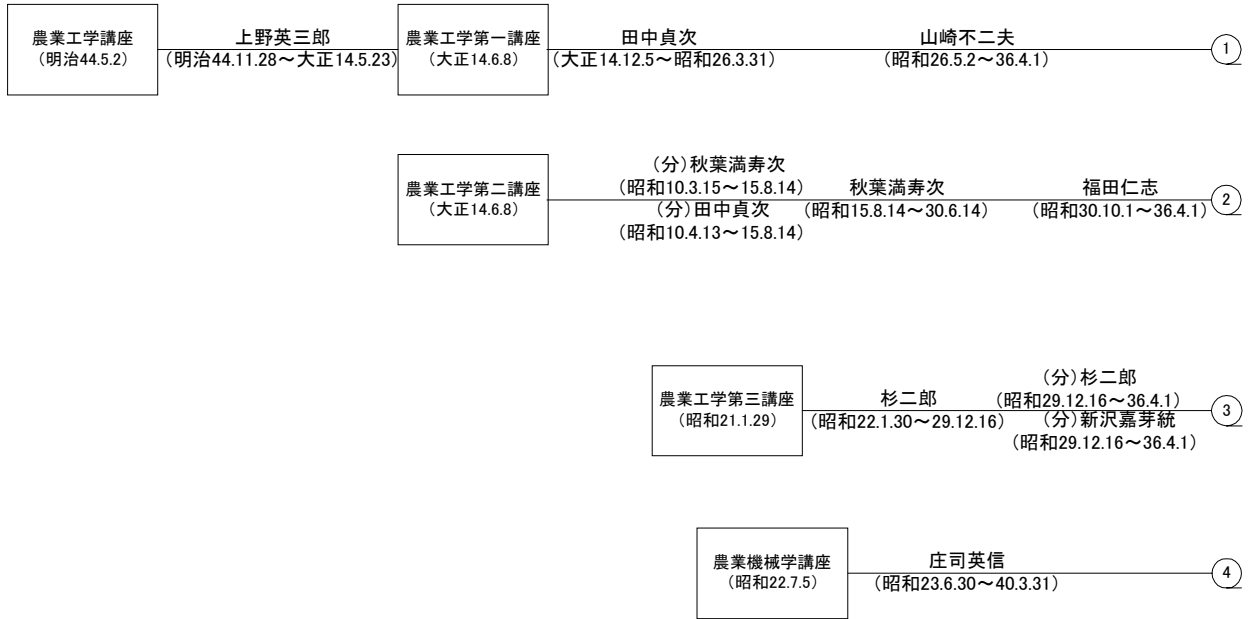 農業工学講座
（明治44.5.2）
上野英三郎
（明治44.11.28～大正14.5.23）
農業工学第一講座
（大正14.6.8）
田中貞次
（大正14.12.5～昭和26.3.31）
山崎不二夫
（昭和26.5.2～36.4.1）
1
農業工学第二講座
（大正14.6.8）
（分）秋葉満寿次
（昭和10.3.15～15.8.14）
（分）田中貞次
（昭和10.4.13～15.8.14）
秋葉満寿次
（昭和15.8.14～30.6.14）
福田仁志
（昭和30.10.1～36.4.1）
2
農業工学第三講座
（昭和21.1.29）
杉二郎
（昭和22.1.30～29.12.16）
（分）杉二郎
（昭和29.12.16～36.4.1）
（分）新沢嘉芽統
（昭和29.12.16～36.4.1）
3
農業機械学講座
（昭和22.7.5）
庄司英信
（昭和23.6.30～40.3.31）
4